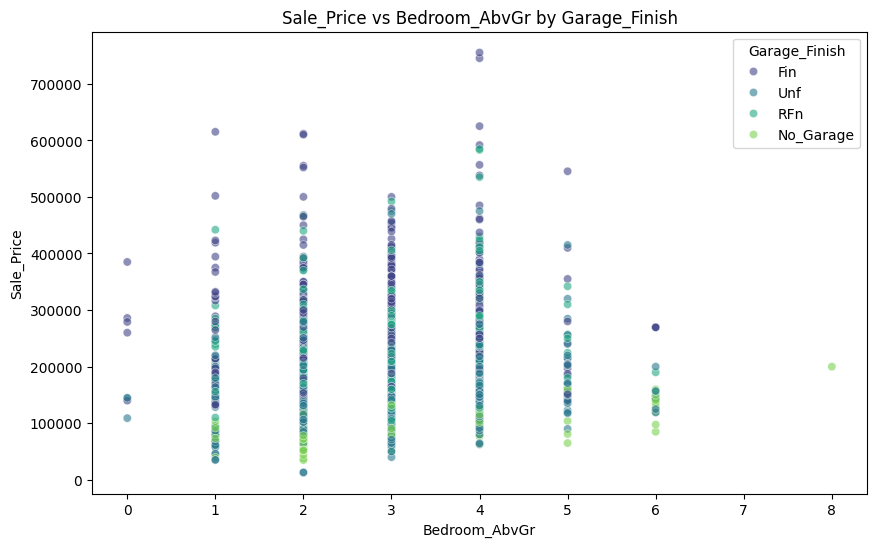 Sale_Price vs Bedroom_AbvGr by Garage_Finish
Garage_Finish
Fin
Unf
RFn
No_Garage
Sale_Price
700000
600000
500000
400000
300000
200000
100000
0
0 1 2 3 4 5 6 7 8
Bedroom_AbvGr